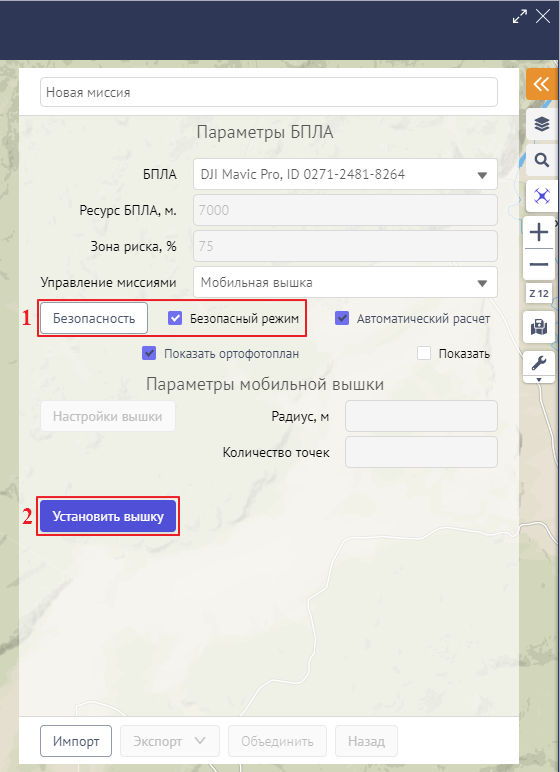 Новая миссия
Параметры БПЛА
БПЛА DJI Mavic Pro, ID 0271-2481-8264
Ресурс БПЛА, м. 7000
Зона риска, % 75
Управление миссиями Мобильная вышка
1 Безопасность Безопасный режим Автоматический расчет
Показать ортофотоплан Показать
Z 12
Параметры мобильной вышки
Настройки вышки Радиус, м
Количество точек
2 Установить вышку
Импорт Экспорт Объединить Назад